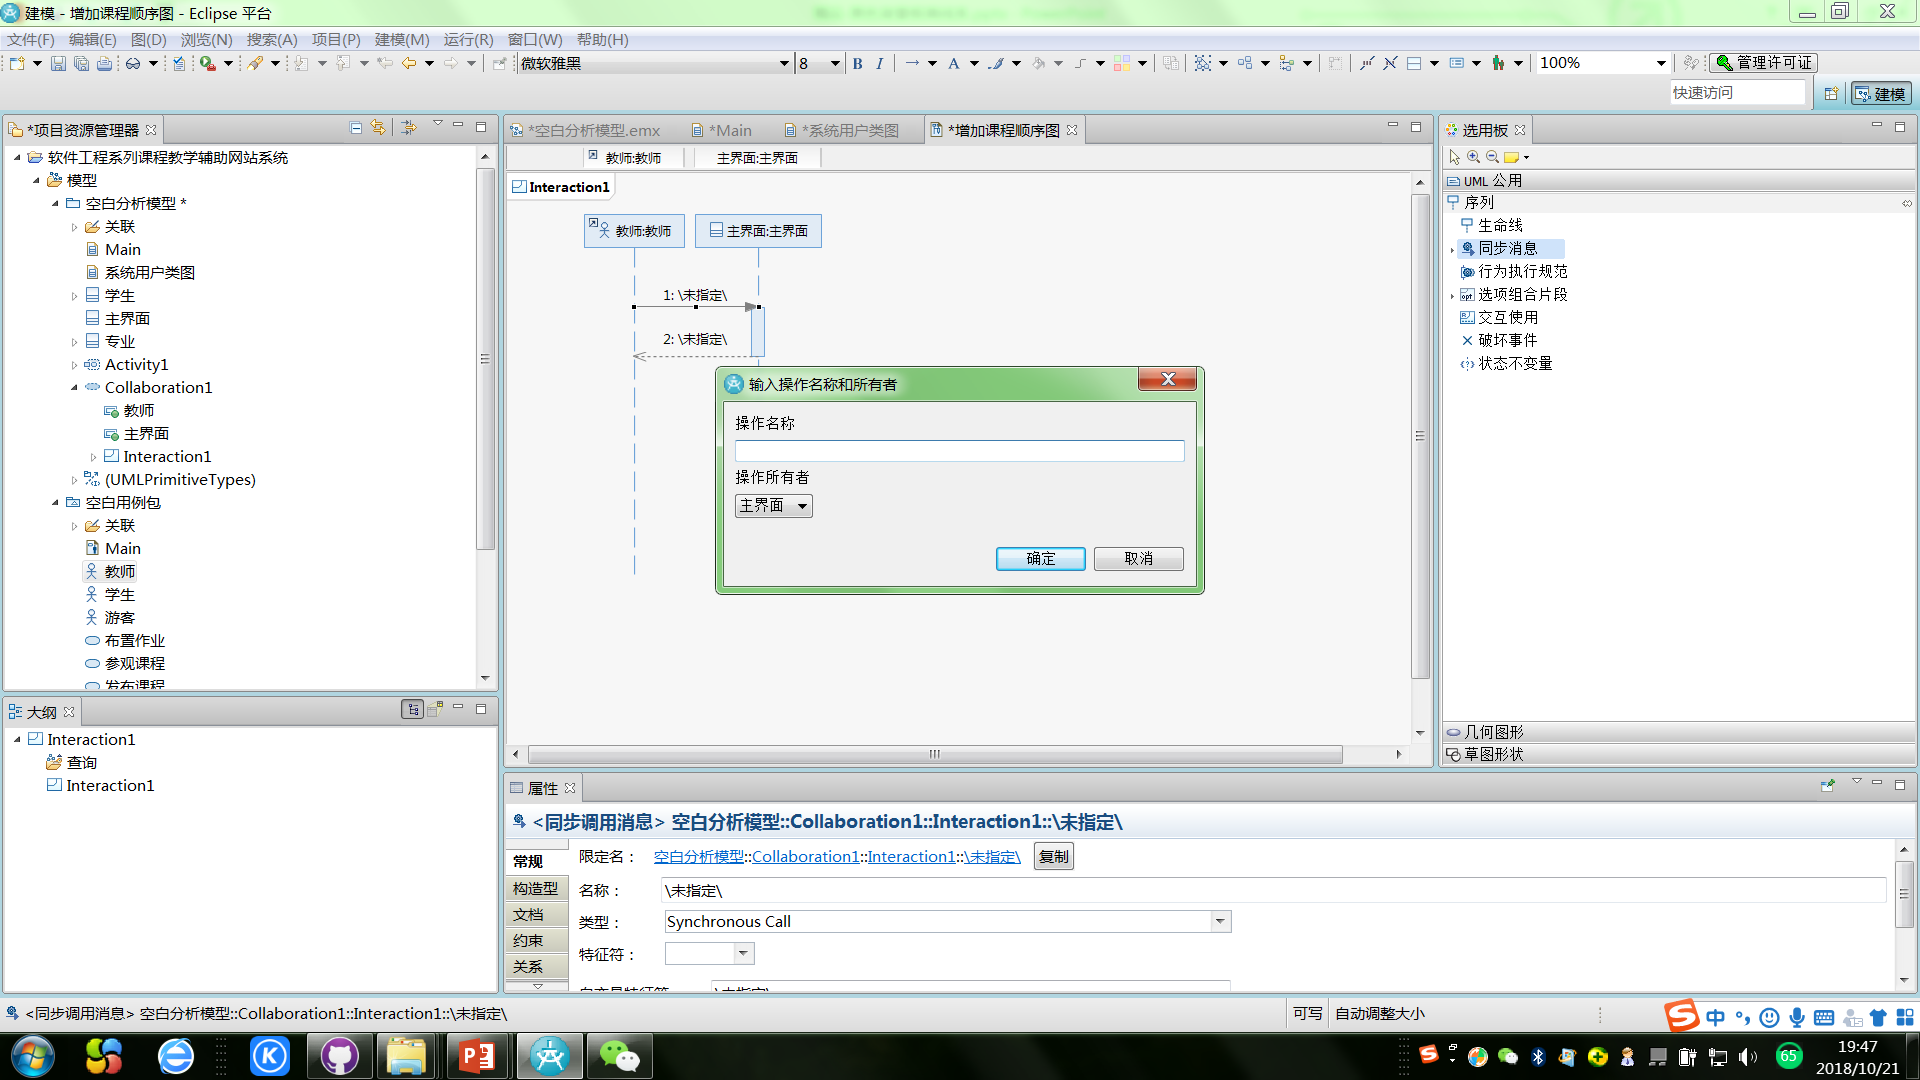 建模 - 增加课程顺序图 - Eclipse 平台
文件(F) 编辑(E) 图(D) 浏览(N) 搜索(A) 项目(P) 建模(M) 运行(R) 窗口(W) 帮助(H)
微软雅黑 8 B I A 100% 管理许可证
快速访问 建模
*项目资源管理器
软件工程系列课程教学辅助网站系统
模型
空白分析模型 *
关联
Main
系统用户类图
学生
主界面
专业
Activity1
Collaboration1
教师
主界面
Interaction1
(UMLPrimitiveTypes)
空白用例包
关联
Main
教师
学生
游客
布置作业
参观课程
发布课程
大纲
Interaction1
查询
Interaction1
*空白分析模型.emx *Main *系统用户类图 *增加课程顺序图
教师:教师 主界面:主界面
Interaction1
教师:教师 主界面:主界面
1: \未指定\
2: \未指定\
输入操作名称和所有者
操作名称
操作所有者
主界面
确定 取消
选用板
UML 公用
序列
生命线
同步消息
行为执行规范
选项组合片段
交互使用
破坏事件
状态不变量
几何图形
草图形状
属性
<同步调用消息> 空白分析模型::Collaboration1::Interaction1::\未指定\
常规
构造型
文档
约束
关系
限定名： 空白分析模型::Collaboration1::Interaction1::\未指定\ 复制
名称： \未指定\
类型： Synchronous Call
特征符：
<同步调用消息> 空白分析模型::Collaboration1::Interaction1::\未指定\
可写 自动调整大小
中
65
19:47
2018/10/21